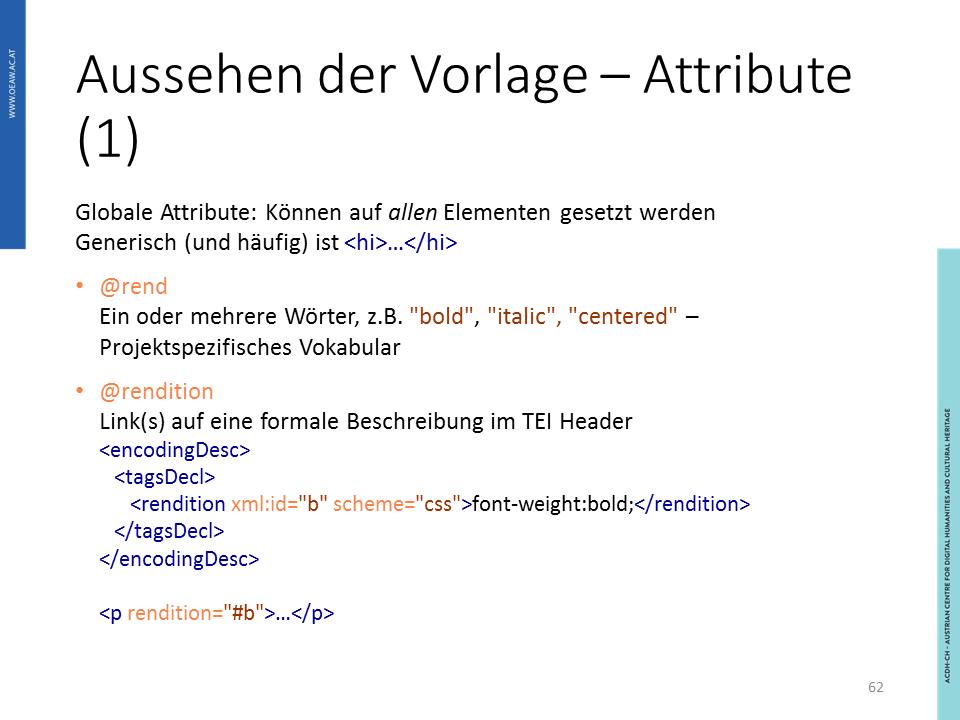 WWW.OEAW.AC.AT
Aussehen der Vorlage – Attribute
(1)
Globale Attribute: Können auf allen Elementen gesetzt werden
Generisch (und häufig) ist <hi>…</hi>
• @rend
Ein oder mehrere Wörter, z.B. "bold", "italic", "centered" –
Projektspezifisches Vokabular
• @rendition
Link(s) auf eine formale Beschreibung im TEI Header
<encodingDesc>
<tagsDecl>
<rendition xml:id="b" scheme="css">font-weight:bold;</rendition>
</tagsDecl>
</encodingDesc>
<p rendition="#b">…</p>
ACDH-CH - AUSTRIAN CENTRE FOR DIGITAL HUMANITIES AND CULTURAL HERITAGE
62